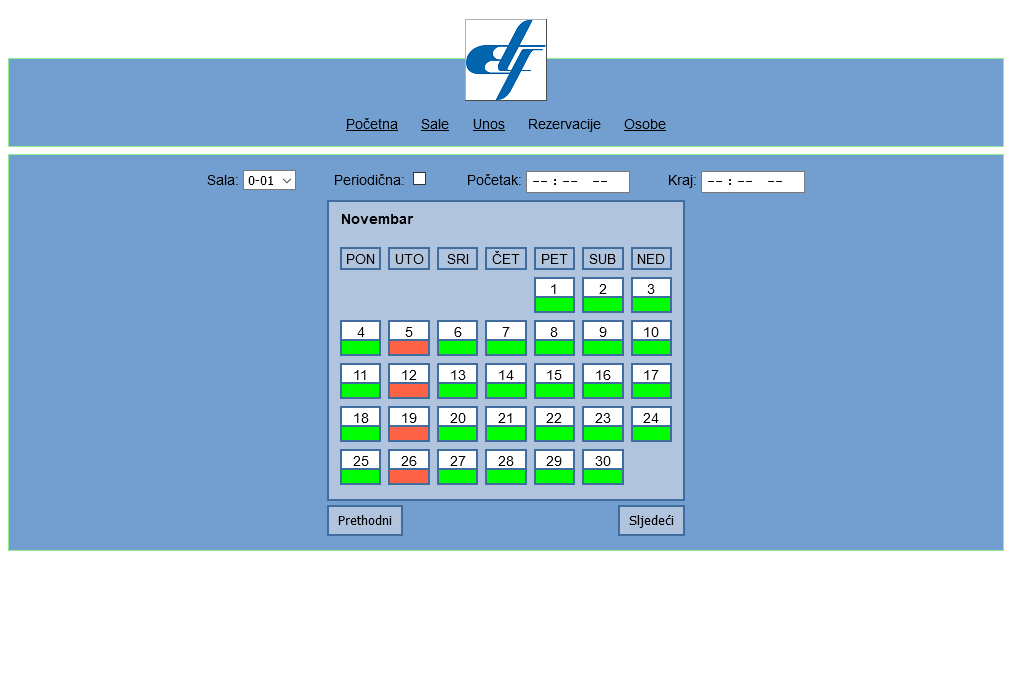 Početna Sale Unos Rezervacije Osobe
Sala: 0-01 Periodična: Početak: -- : -- -- Kraj: -- : -- --
Novembar
PON UTO SRI ČET PET SUB NED
1 2 3
4 5 6 7 8 9 10
11 12 13 14 15 16 17
18 19 20 21 22 23 24
25 26 27 28 29 30
Prethodni Sljedeći